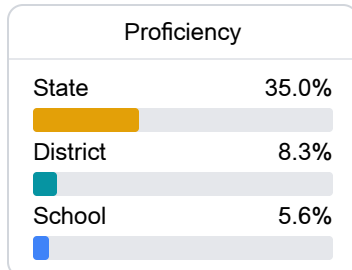 Proficiency
State 35.0%
District 8.3%
School 5.6%